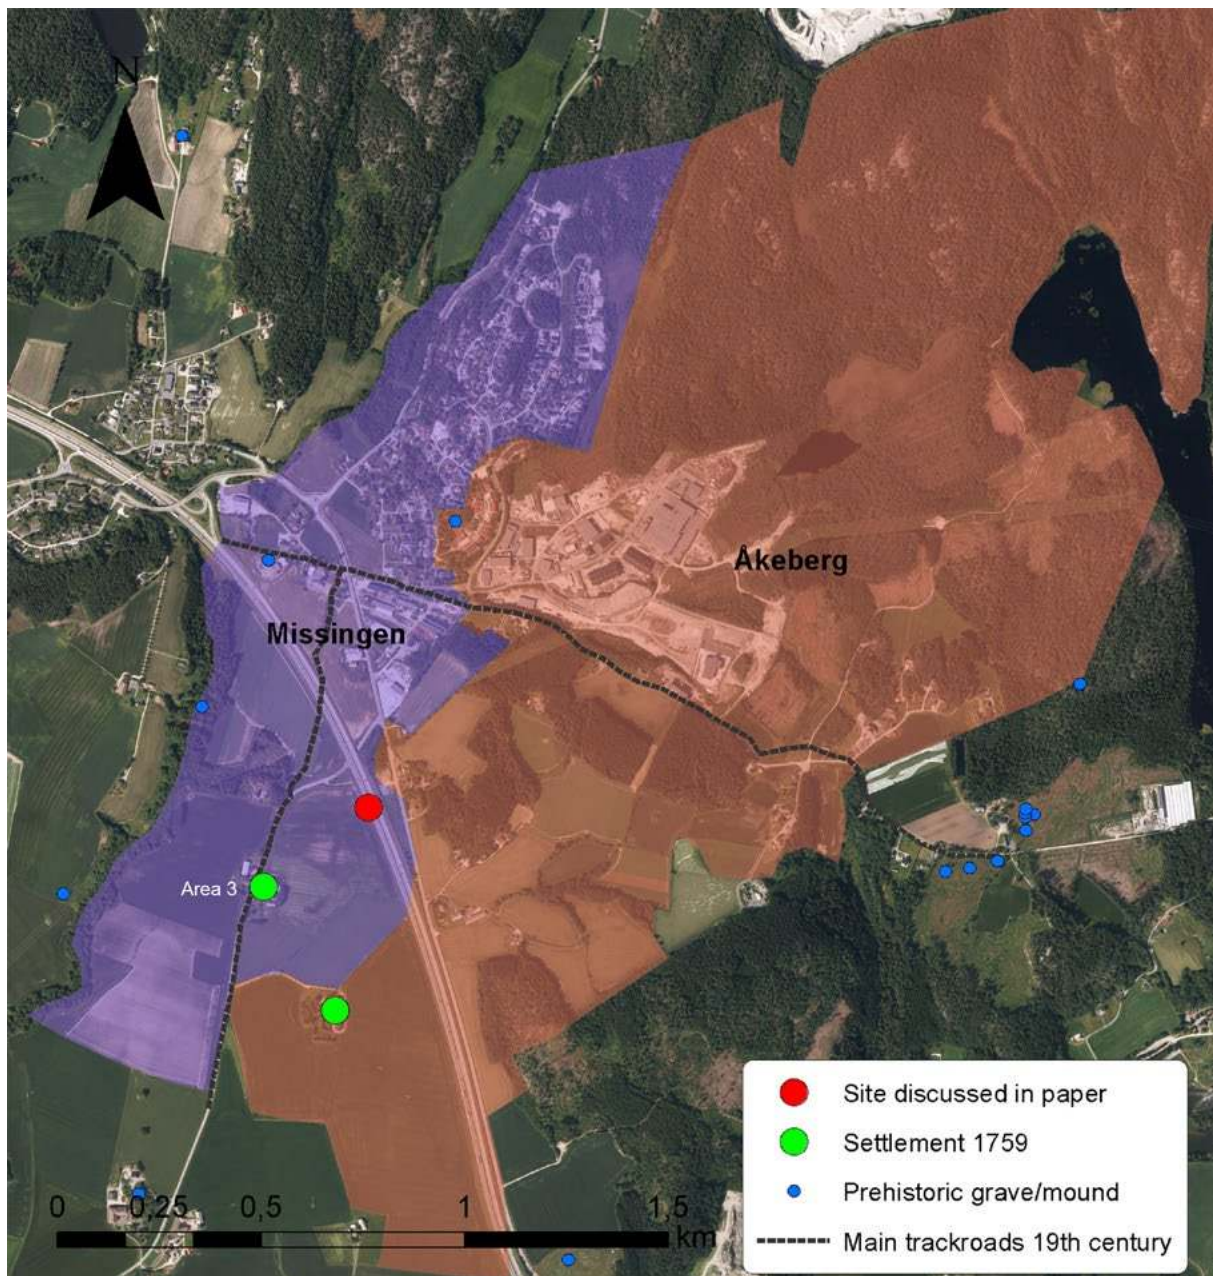 N
Åkeberg
Missingen
Area 3
Site discussed in paper
Settlement 1759
Prehistoric grave/mound
Main trackroads 19th century
0 0,25 0,5 1 1,5
km